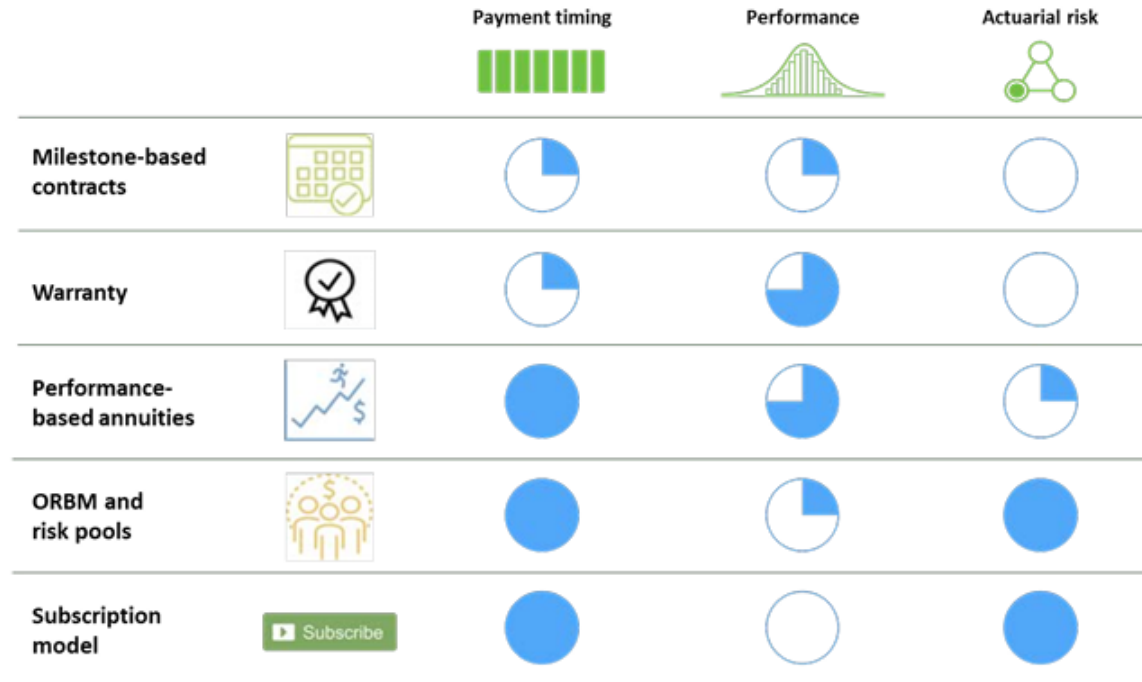 Payment timing
Performance
Actuarial risk
Milestone-based
contracts
Warranty
Performance-
based annuities
$
ORBM and
risk pools
$
Subscription
model
Subscribe